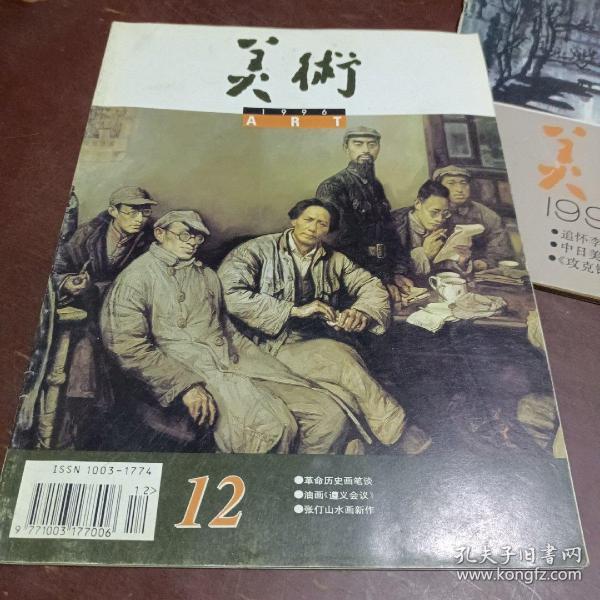 美術
1996
ART
ISSN 1003-1774
12>
9 771003 177006
12
●革命历史画笔谈
●油画《遵义会议》
●张仃山水画新作
美
199
●追怀李
●中日美
●《攻克
孔夫子旧书网
www.kongfz.com